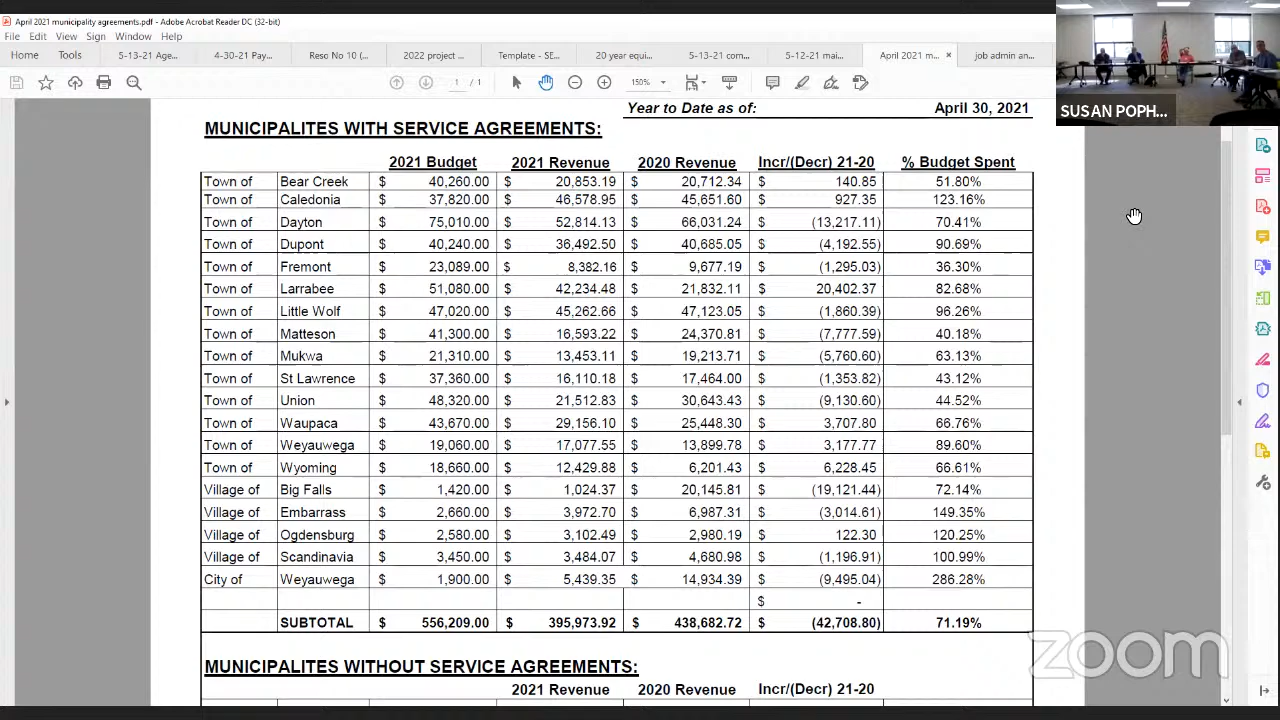 April 2021 municipality agreements.pdf - Adobe Acrobat Reader DC (32-bit)
File Edit View Sign Window Help
Home Tools 5-13-21 Age... 4-30-21 Pay... Reso No 10 (... 2022 project ... Temp... 20 year equi... 5-13-21 com... 5-12-21 mai... April 2021 m... × job admin an...
1 / 1 150%
SUSAN POPH...
Year to Date as of: April 30, 2021
MUNICIPALITES WITH SERVICE AGREEMENTS:
2021 Budget 2021 Revenue 2020 Revenue Incr/(Decr) 21-20 % Budget Spent
Town of Bear Creek $ 40,260.00 $ 20,853.19 $ 20,712.34 $ 140.85 51.80%
Town of Caledonia $ 37,820.00 $ 46,578.95 $ 45,651.60 $ 927.35 123.16%
Town of Dayton $ 75,010.00 $ 52,814.13 $ 66,031.24 $ (13,217.11) 70.41%
Town of Dupont $ 40,240.00 $ 36,492.50 $ 40,685.05 $ (4,192.55) 90.69%
Town of Fremont $ 23,089.00 $ 8,382.16 $ 9,677.19 $ (1,295.03) 36.30%
Town of Larrabee $ 51,080.00 $ 42,234.48 $ 21,832.11 $ 20,402.37 82.68%
Town of Little Wolf $ 47,020.00 $ 45,262.66 $ 47,123.05 $ (1,860.39) 96.26%
Town of Matteson $ 41,300.00 $ 16,593.22 $ 24,370.81 $ (7,777.59) 40.18%
Town of Mukwa $ 21,310.00 $ 13,453.11 $ 19,213.71 $ (5,760.60) 63.13%
Town of St Lawrence $ 37,360.00 $ 16,110.18 $ 17,464.00 $ (1,353.82) 43.12%
Town of Union $ 48,320.00 $ 21,512.83 $ 30,643.43 $ (9,130.60) 44.52%
Town of Waupaca $ 43,670.00 $ 29,156.10 $ 25,448.30 $ 3,707.80 66.76%
Town of Weyauwega $ 19,060.00 $ 17,077.55 $ 13,899.78 $ 3,177.77 89.60%
Town of Wyoming $ 18,660.00 $ 12,429.88 $ 6,201.43 $ 6,228.45 66.61%
Village of Big Falls $ 1,420.00 $ 1,024.37 $ 20,145.81 $ (19,121.44) 72.14%
Village of Embarrass $ 2,660.00 $ 3,972.70 $ 6,987.31 $ (3,014.61) 149.35%
Village of Ogdensburg $ 2,580.00 $ 3,102.49 $ 2,980.19 $ 122.30 120.25%
Village of Scandinavia $ 3,450.00 $ 3,484.07 $ 4,680.98 $ (1,196.91) 100.99%
City of Weyauwega $ 1,900.00 $ 5,439.35 $ 14,934.39 $ (9,495.04) 286.28%
$ -
SUBTOTAL $ 556,209.00 $ 395,973.92 $ 438,682.72 $ (42,708.80) 71.19%
MUNICIPALITES WITHOUT SERVICE AGREEMENTS:
2021 Revenue 2020 Revenue Incr/(Decr) 21-20
zoom